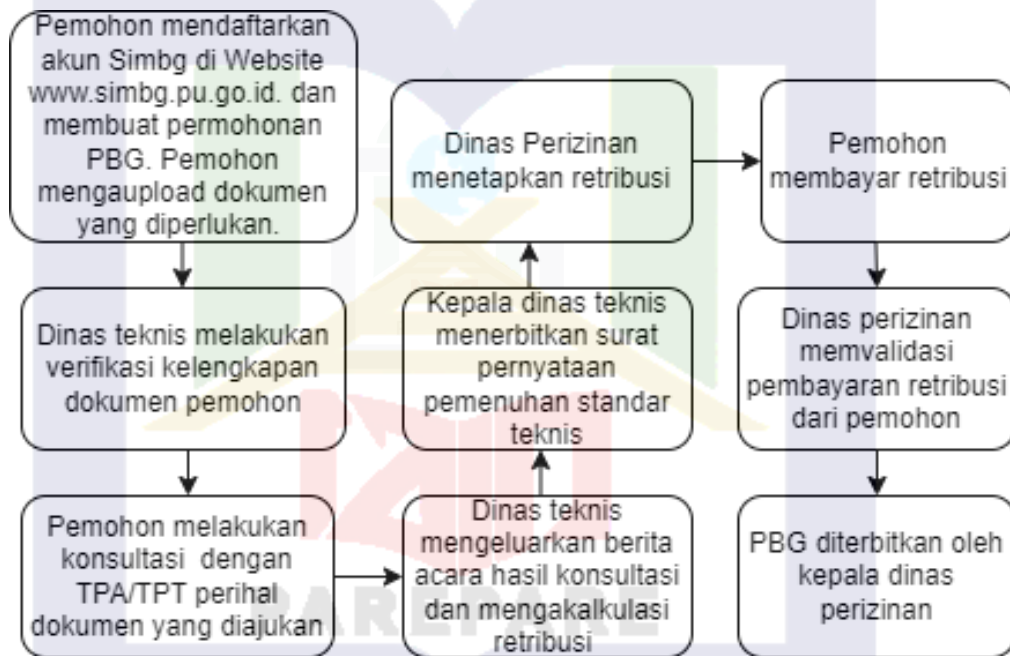 Pemohon mendaftarkan
akun Simbg di Website
www.simbg.pu.go.id. dan
membuat permohonan
PBG. Pemohon
mengaupload dokumen
yang diperlukan.
Dinas teknis melakukan
verifikasi kelengkapan
dokumen pemohon
Pemohon melakukan
konsultasi dengan
TPA/TPT perihal
dokumen yang diajukan
Dinas teknis
mengeluarkan berita
acara hasil konsultasi
dan mengakalkulasi
retribusi
Kepala dinas teknis
menerbitkan surat
pernyataan
pemenuhan standar
teknis
Dinas Perizinan
menetapkan retribusi
Pemohon
membayar retribusi
Dinas perizinan
memvalidasi
pembayaran retribusi
dari pemohon
PBG diterbitkan oleh
kepala dinas
perizinan
PAREPARE